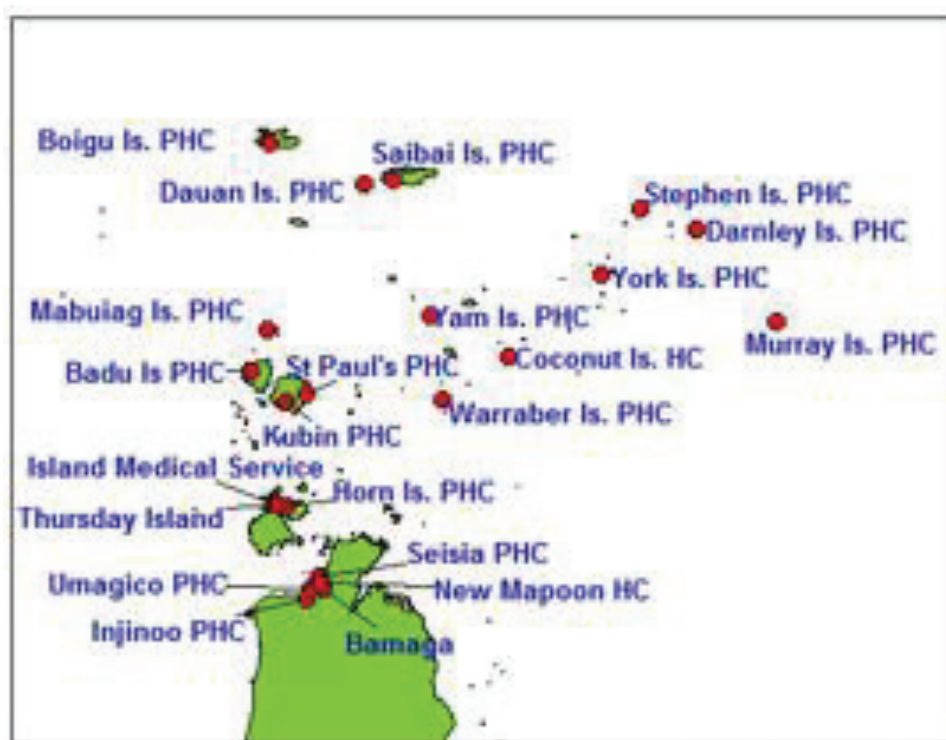 Boigu Is. PHC
Saibai Is. PHC
Dauan Is. PHC
Stephen Is. PHC
Darnley Is. PHC
York Is. PHC
Mabuiag Is. PHC
Yam Is. PHC
Murray Is. PHC
Coconut Is. HC
St Paul's PHC
Badu Is PHC
Warraber Is. PHC
Kubin PHC
Island Medical Service
Horn Is. PHC
Thursday Island
Seisia PHC
Umagico PHC
New Mapoon HC
Injinoo PHC
Bamaga